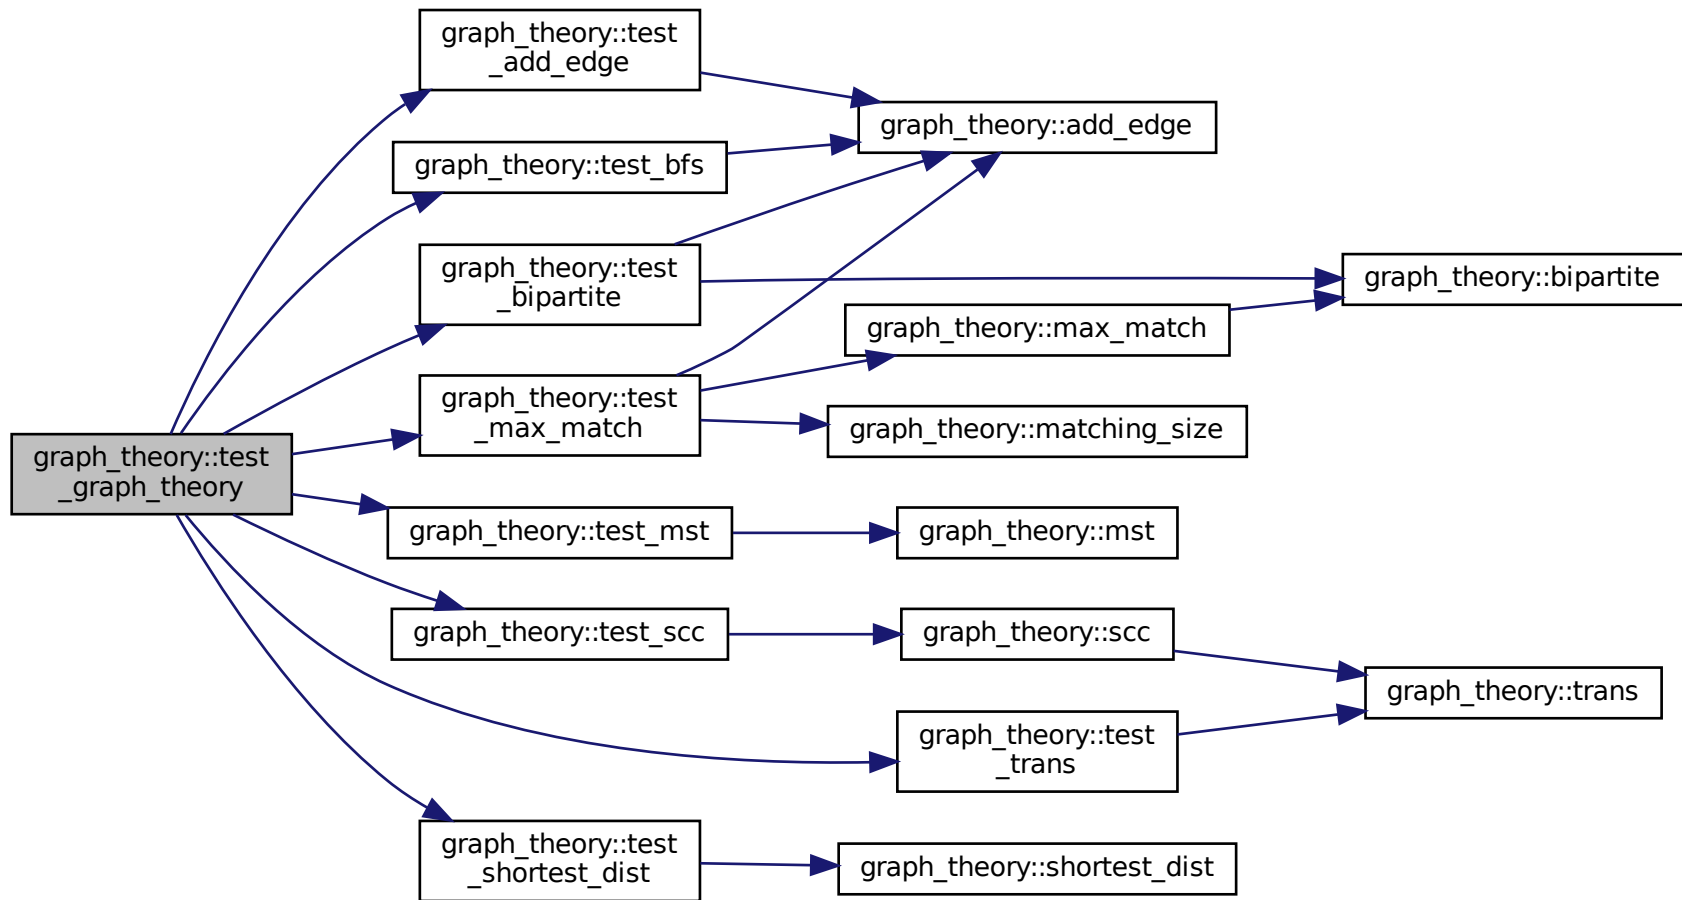 graph_theory::test
_add_edge
graph_theory::add_edge
graph_theory::test_bfs
graph_theory::test
_bipartite
graph_theory::bipartite
graph_theory::max_match
graph_theory::test
_max_match
graph_theory::matching_size
graph_theory::test
_graph_theory
graph_theory::test_mst
graph_theory::mst
graph_theory::test_scc
graph_theory::scc
graph_theory::trans
graph_theory::test
_trans
graph_theory::test
_shortest_dist
graph_theory::shortest_dist